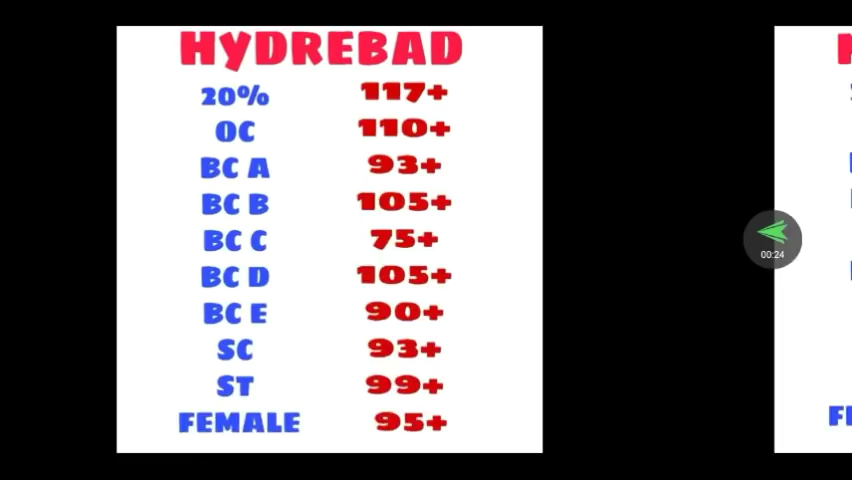 HYDREBAD
20% 117+
OC 110+
BC A 93+
BC B 105+
BC C 75+
BC D 105+
BC E 90+
SC 93+
ST 99+
FEMALE 95+
00:24